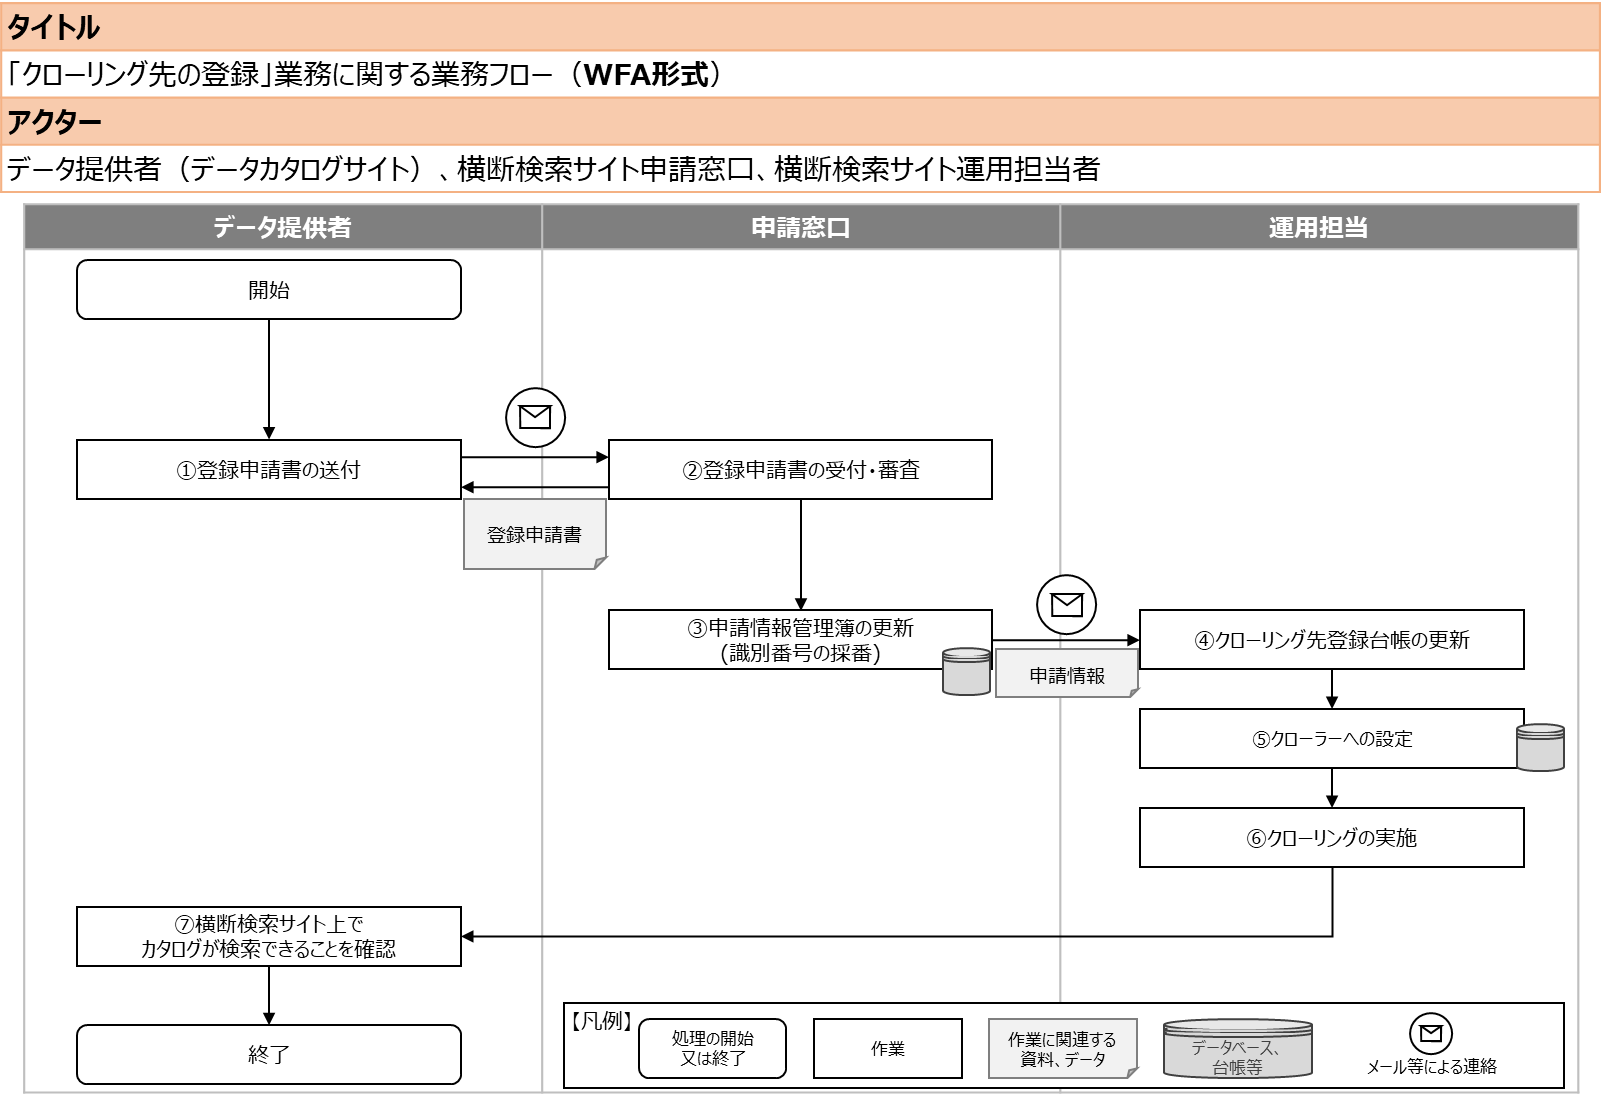 タイトル
「クローリング先の登録」業務に関する業務フロー（WFA形式）
アクター
データ提供者（データカタログサイト）、横断検索サイト申請窓口、横断検索サイト運用担当者
データ提供者
申請窓口
運用担当
開始
①登録申請書の送付
②登録申請書の受付・審査
登録申請書
③申請情報管理簿の更新
(識別番号の採番)
申請情報
④クローリング先登録台帳の更新
⑤クローラーへの設定
⑥クローリングの実施
⑦横断検索サイト上で
カタログが検索できることを確認
終了
【凡例】
処理の開始
又は終了
作業
作業に関連する
資料、データ
データベース、
台帳等
メール等による連絡